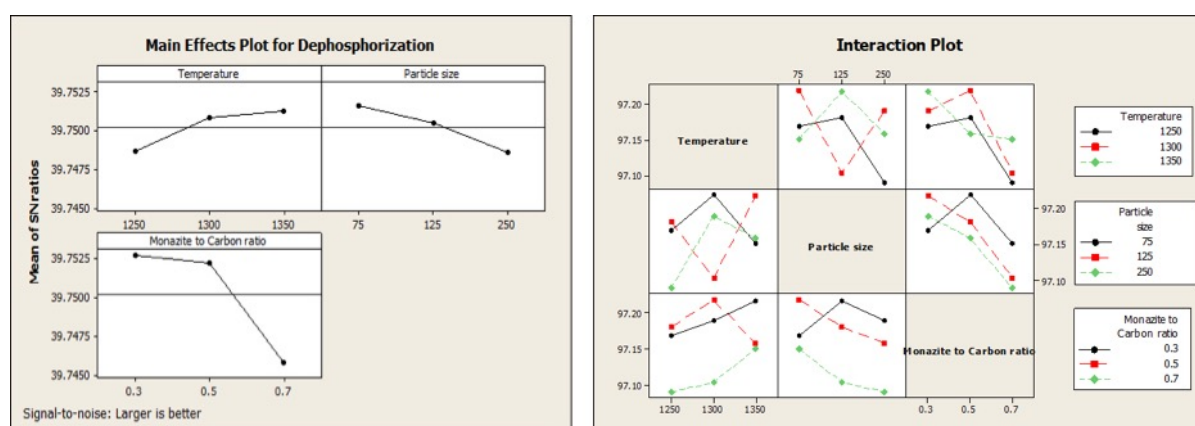 Main Effects Plot for Dephosphorization
Temperature
Particle size
Mean of SN ratios
39.7525
39.7500
39.7475
39.7450
1250 1300 1350
75 125 250
Monazite to Carbon ratio
39.7525
39.7500
39.7475
39.7450
0.3 0.5 0.7
Signal-to-noise: Larger is better
Interaction Plot
75 125 250
97.20
97.15
97.10
Temperature
Temperature
1250
1300
1350
Particle size
97.20
97.15
97.10
Particle
size
75
125
250
97.20
97.15
97.10
Monazite to Carbon ratio
Monazite to
Carbon ratio
0.3
0.5
0.7
1250 1300 1350
0.3 0.5 0.7